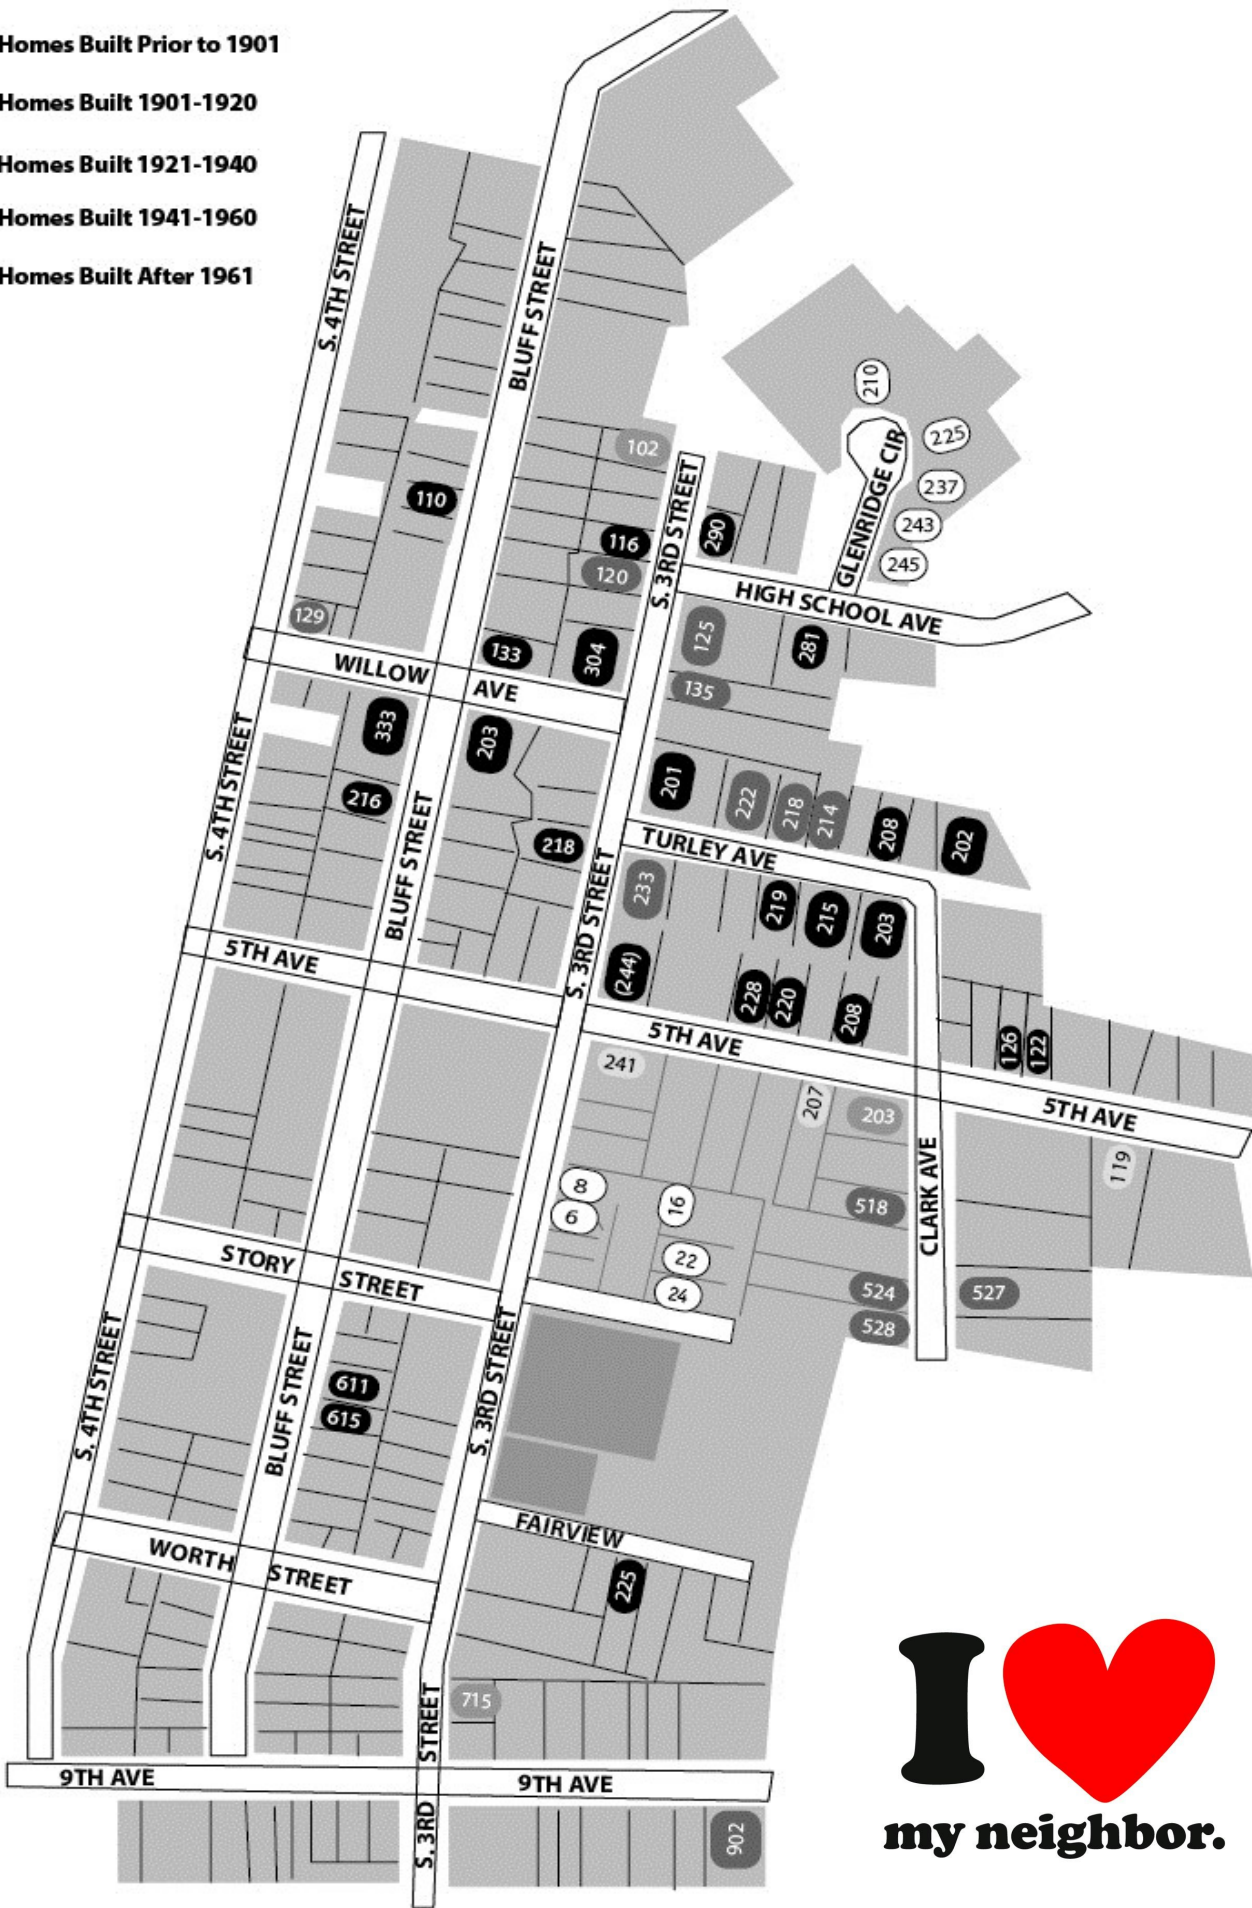 Homes Built Prior to 1901
Homes Built 1901-1920
Homes Built 1921-1940
Homes Built 1941-1960
Homes Built After 1961
S. 4TH STREET
BLUFF STREET
210
225
237
243
245
GLENRIDGE CIR
102
110
116
120
S. 3RD STREET
290
HIGH SCHOOL AVE
129
133
304
125
281
135
WILLOW
AVE
333
203
216
218
201
222
218
214
208
202
S. 4TH STREET
BLUFF STREET
TURLEY AVE
233
219
215
203
S. 3RD STREET
(244)
228
220
208
126
122
5TH AVE
5TH AVE
5TH AVE
241
207
203
119
8
6
16
518
CLARK AVE
22
24
524
527
528
STORY
STREET
S. 4TH STREET
BLUFF STREET
611
615
S. 3RD STREET
FAIRVIEW
225
WORTH
STREET
715
S. 3RD
STREET
9TH AVE
9TH AVE
902
I
my neighbor.